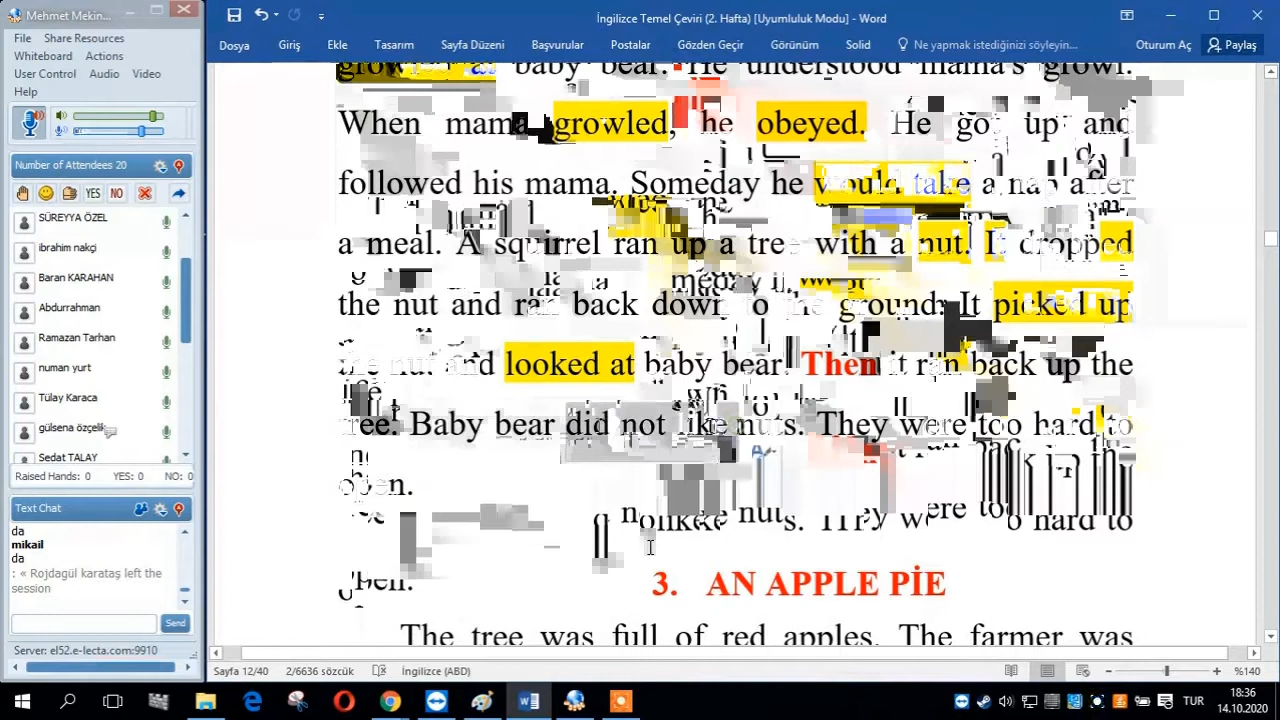 Mehmet Mekin...
File Share Resources
Whiteboard Actions
User Control Audio Video
Help
Number of Attendees 20
YES NO
SÜREYYA ÖZEL
ibrahim nakçi
Baran KARAHAN
Abdurrahman
Ramazan Tarhan
numan yurt
Tülay Karaca
gülsena özçelik
Sedat TALAY
Raised Hands: 0 YES: 0 NO: 0
Text Chat
da
mikail
da
: « Rojdagül karataş left the
session
Send
Server: el52.e-lecta.com:9910
İngilizce Temel Çeviri (2. Hafta) [Uyumluluk Modu] - Word
Dosya Giriş Ekle Tasarım Sayfa Düzeni Başvurular Postalar Gözden Geçir Görünüm Solid Ne yapmak istediğinizi söyleyin... Oturum Aç Paylaş
growled at baby bear. He understood mama's growl.
When mama growled, he obeyed. He got up and
followed his mama. Someday he would take a nap after
a meal. A squirrel ran up a tree with a nut. It dropped
the nut and ran back down to the ground. It picked up
the nut and looked at baby bear. Then it ran back up the
tree. Baby bear did not like nuts. They were too hard to
open.
3. AN APPLE PİE
The tree was full of red apples. The farmer was
Sayfa 12/40 2/6636 sözcük İngilizce (ABD) %140
TUR
18:36
14.10.2020